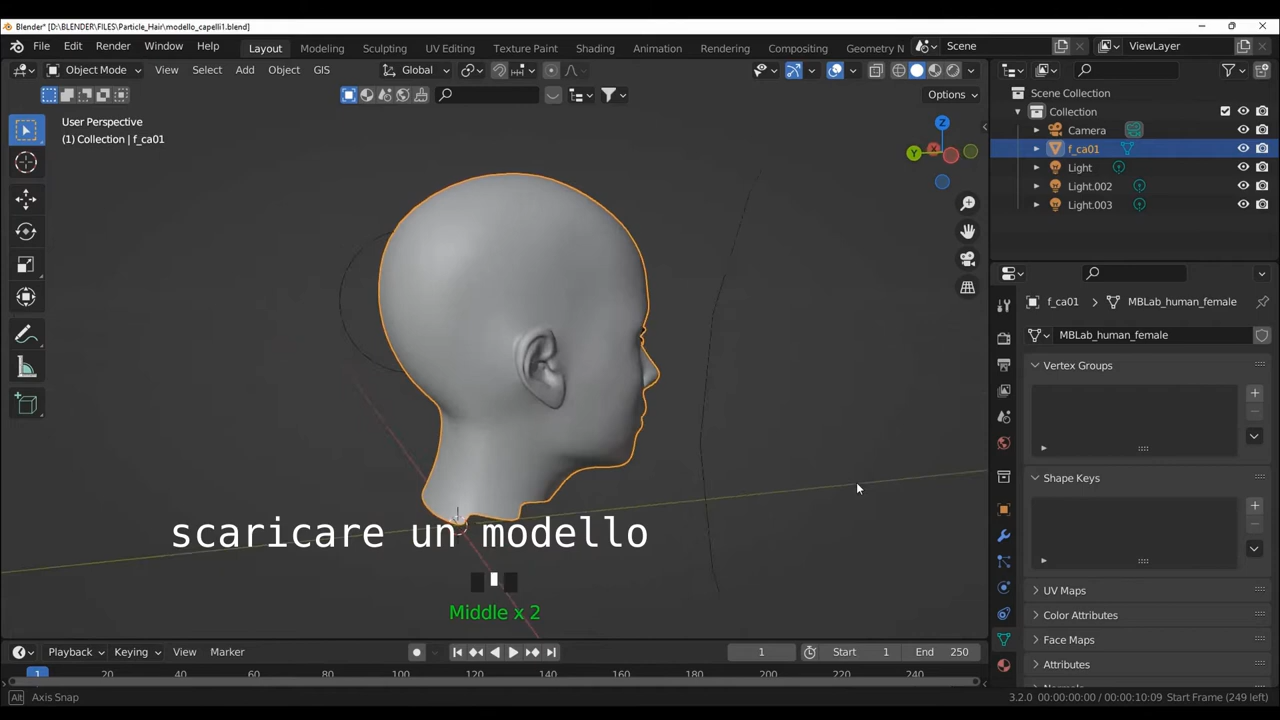 Blender* [D:\BLENDER\FILES\Particle_Hair\modello_capelli1.blend]
File Edit Render Window Help Layout Modeling Sculpting UV Editing Texture Paint Shading Animation Rendering Compositing Geometry N Scene ViewLayer
Object Mode View Select Add Object GIS Global
Options
User Perspective
(1) Collection | f_ca01
Z
Y
X
Scene Collection
Collection
Camera
f_ca01
Light
Light.002
Light.003
f_ca01 > MBLab_human_female
MBLab_human_female
Vertex Groups
Shape Keys
UV Maps
Color Attributes
Face Maps
Attributes
scaricare un modello
Middle x 2
Playback Keying View Marker 1 Start 1 End 250
1 20 40 60 80 100 120 140 160 180 200 220 240
Alt Axis Snap 3.2.0 00:00:00:00 / 00:00:10:09 Start Frame (249 left)